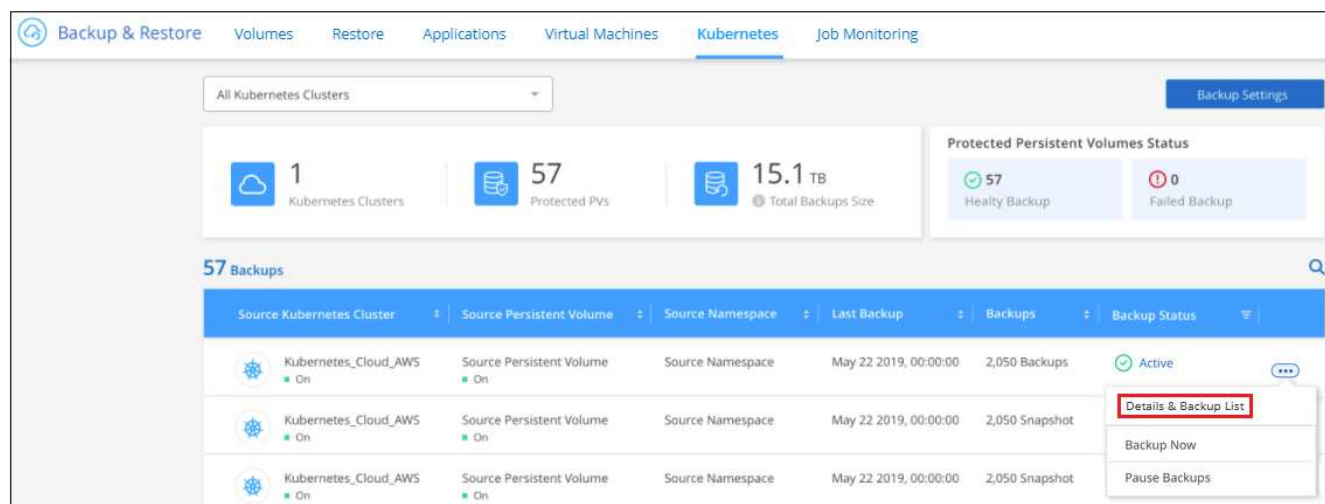 Backup & Restore Volumes Restore Applications Virtual Machines Kubernetes Job Monitoring
All Kubernetes Clusters Backup Settings
Protected Persistent Volumes Status
1 57 15.1 TB 57 0
Kubernetes Clusters Protected PVs Total Backups Size Healty Backup Failed Backup
57 Backups
Source Kubernetes Cluster Source Persistent Volume Source Namespace Last Backup Backups Backup Status
Kubernetes_Cloud_AWS Source Persistent Volume Source Namespace May 22 2019, 00:00:00 2,050 Backups Active
On On
Details & Backup List
Kubernetes_Cloud_AWS Source Persistent Volume Source Namespace May 22 2019, 00:00:00 2,050 Snapshot
On On
Backup Now
Kubernetes_Cloud_AWS Source Persistent Volume Source Namespace May 22 2019, 00:00:00 2,050 Snapshot Pause Backups
On On